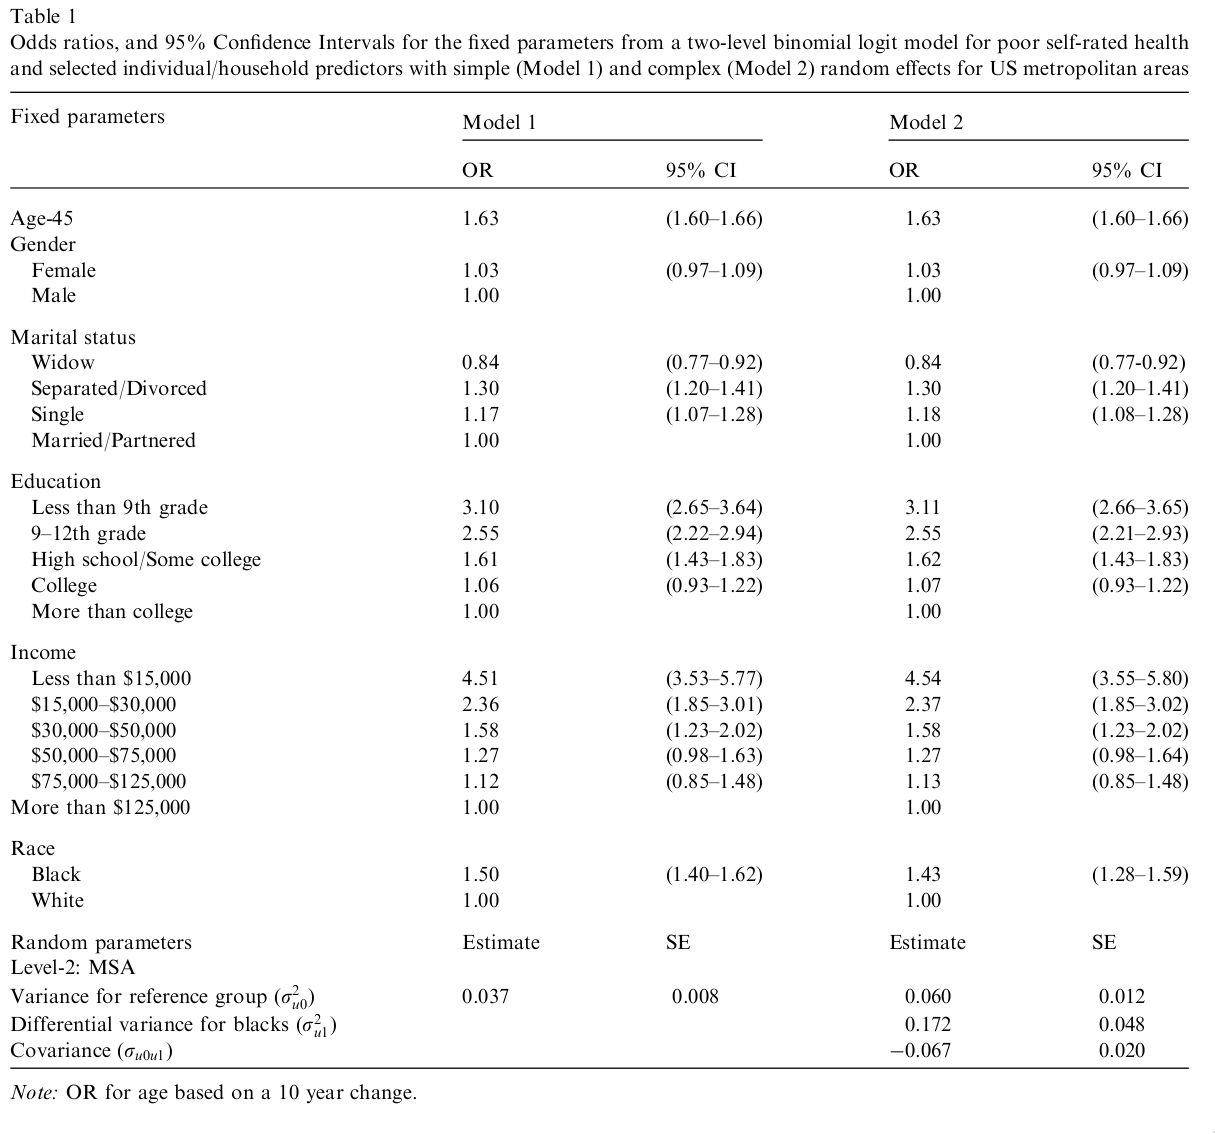 Table 1
Odds ratios, and 95% Confidence Intervals for the fixed parameters from a two-level binomial logit model for poor self-rated health
and selected individual/household predictors with simple (Model 1) and complex (Model 2) random effects for US metropolitan areas
Fixed parameters Model 1 Model 2
OR 95% CI OR 95% CI
Age-45 1.63 (1.60–1.66) 1.63 (1.60–1.66)
Gender
Female 1.03 (0.97–1.09) 1.03 (0.97–1.09)
Male 1.00 1.00
Marital status
Widow 0.84 (0.77–0.92) 0.84 (0.77-0.92)
Separated/Divorced 1.30 (1.20–1.41) 1.30 (1.20–1.41)
Single 1.17 (1.07–1.28) 1.18 (1.08–1.28)
Married/Partnered 1.00 1.00
Education
Less than 9th grade 3.10 (2.65–3.64) 3.11 (2.66–3.65)
9–12th grade 2.55 (2.22–2.94) 2.55 (2.21–2.93)
High school/Some college 1.61 (1.43–1.83) 1.62 (1.43–1.83)
College 1.06 (0.93–1.22) 1.07 (0.93–1.22)
More than college 1.00 1.00
Income
Less than $15,000 4.51 (3.53–5.77) 4.54 (3.55–5.80)
$15,000–$30,000 2.36 (1.85–3.01) 2.37 (1.85–3.02)
$30,000–$50,000 1.58 (1.23–2.02) 1.58 (1.23–2.02)
$50,000–$75,000 1.27 (0.98–1.63) 1.27 (0.98–1.64)
$75,000–$125,000 1.12 (0.85–1.48) 1.13 (0.85–1.48)
More than $125,000 1.00 1.00
Race
Black 1.50 (1.40–1.62) 1.43 (1.28–1.59)
White 1.00 1.00
Random parameters Estimate SE Estimate SE
Level-2: MSA
Variance for reference group (σ²u0) 0.037 0.008 0.060 0.012
Differential variance for blacks (σ²u1) 0.172 0.048
Covariance (σu0u1) −0.067 0.020
Note: OR for age based on a 10 year change.